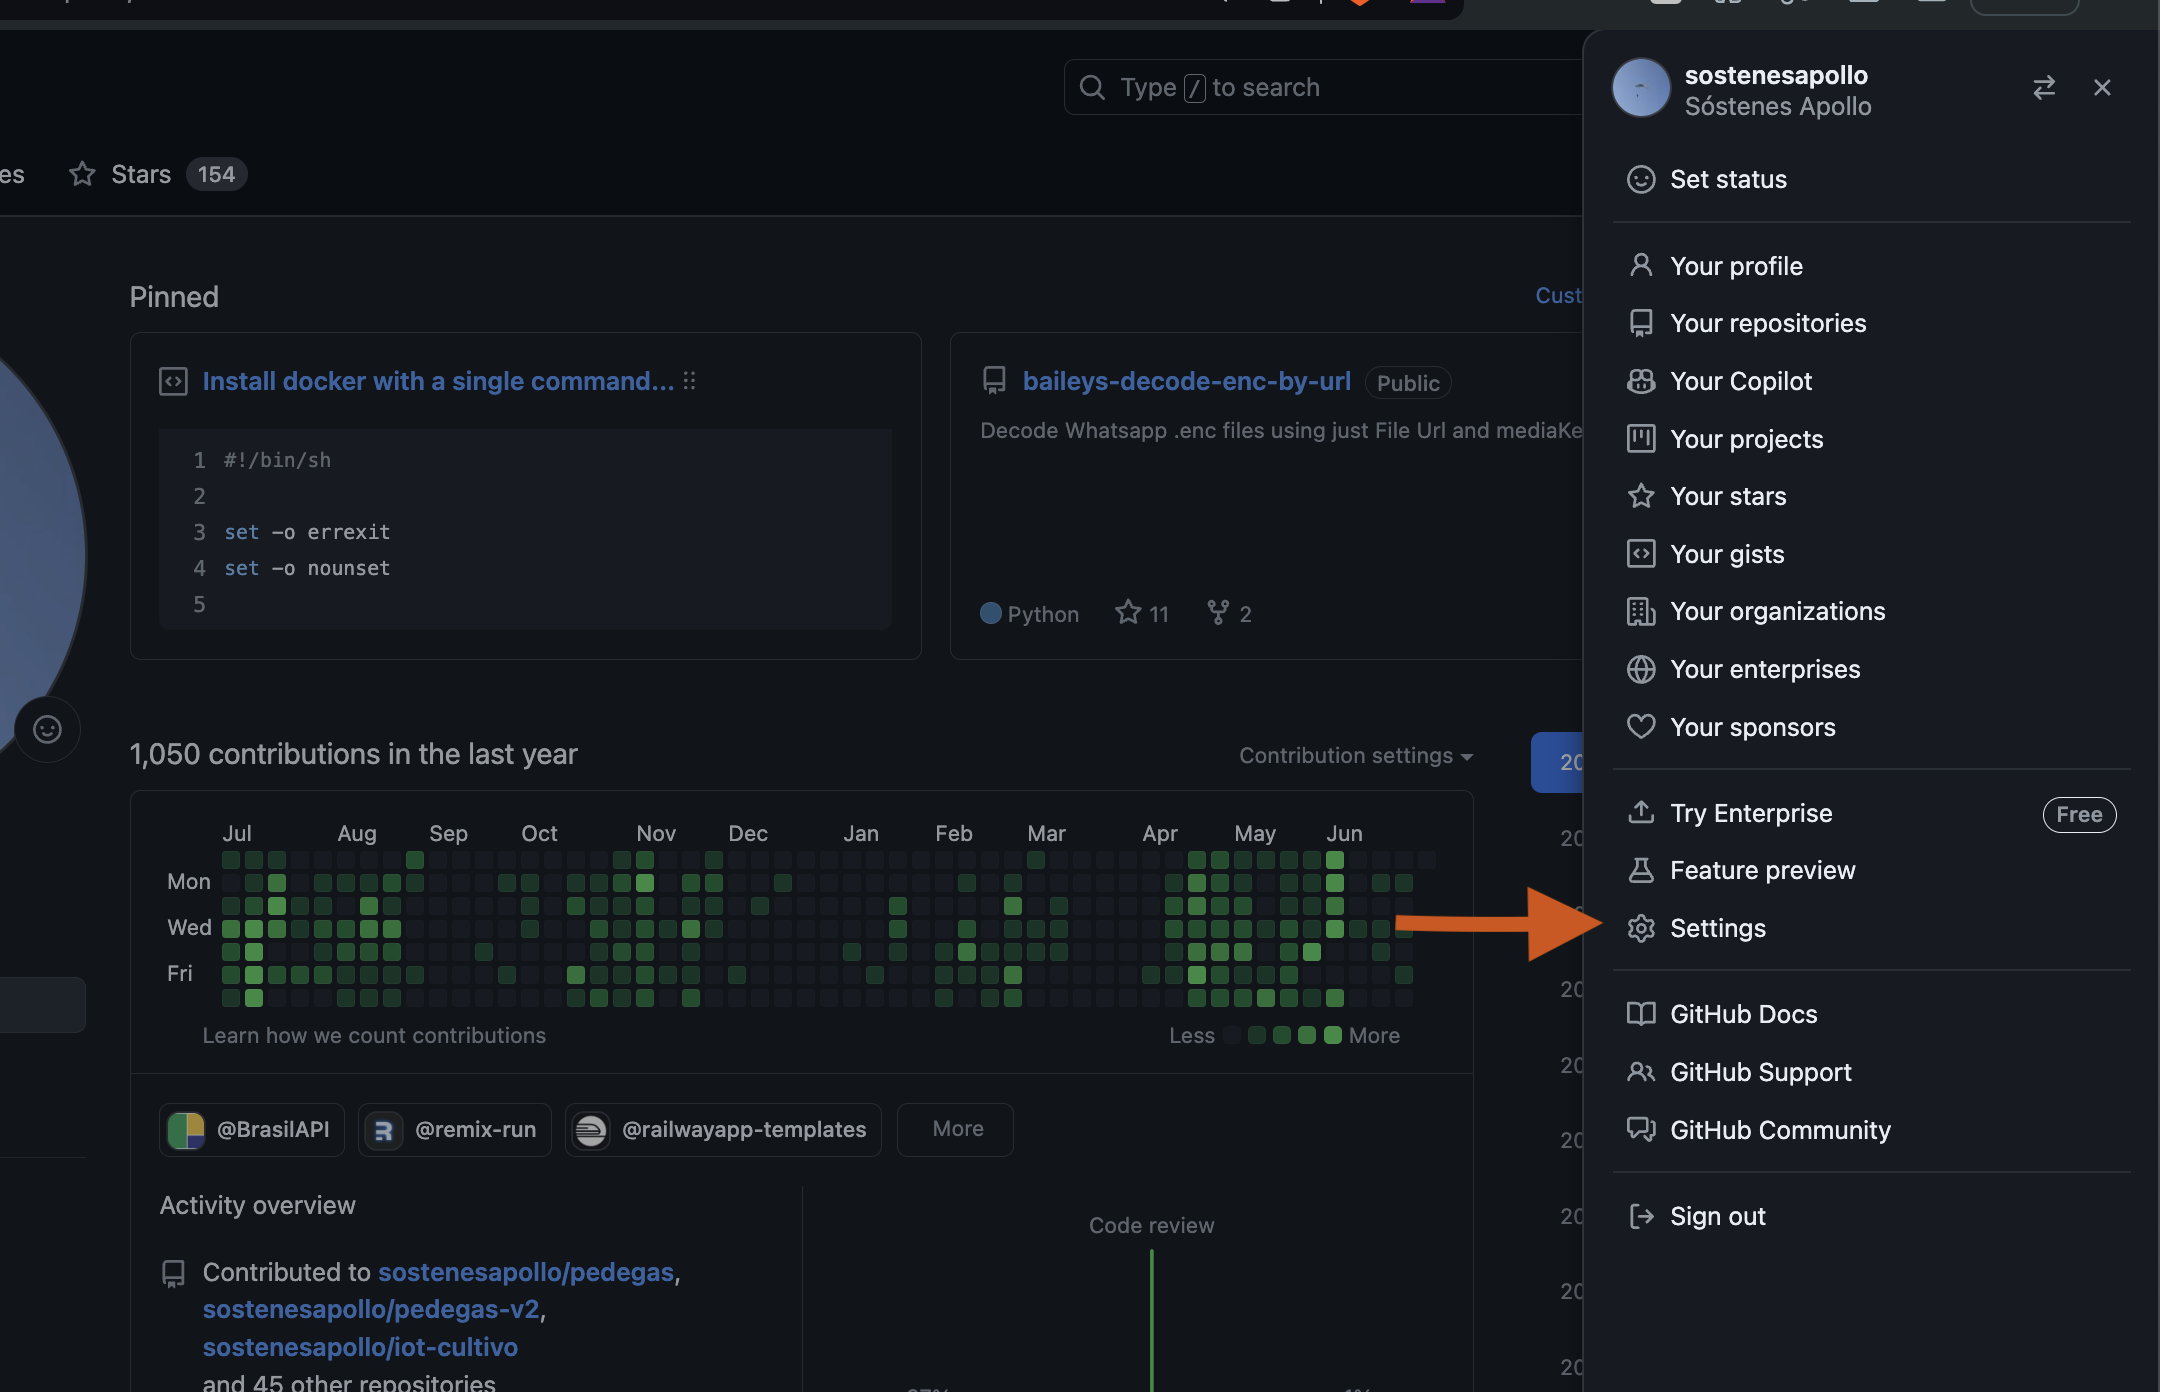 Type / to search
es
Stars 154
Pinned
Install docker with a single command...
1 #!/bin/sh
2
3 set -o errexit
4 set -o nounset
5
baileys-decode-enc-by-url Public
Decode Whatsapp .enc files using just File Url and mediaKe
Python 11 2
Cust
1,050 contributions in the last year
Contribution settings
Jul Aug Sep Oct Nov Dec Jan Feb Mar Apr May Jun
Mon
Wed
Fri
Learn how we count contributions
Less More
@BrasilAPI @remix-run @railwayapp-templates More
Activity overview
Contributed to sostenesapollo/pedegas,
sostenesapollo/pedegas-v2,
sostenesapollo/iot-cultivo
and 45 other repositories
Code review
20
20
20
20
20
20
20
20
sostenesapollo
Sóstenes Apollo
Set status
Your profile
Your repositories
Your Copilot
Your projects
Your stars
Your gists
Your organizations
Your enterprises
Your sponsors
Try Enterprise Free
Feature preview
Settings
GitHub Docs
GitHub Support
GitHub Community
Sign out